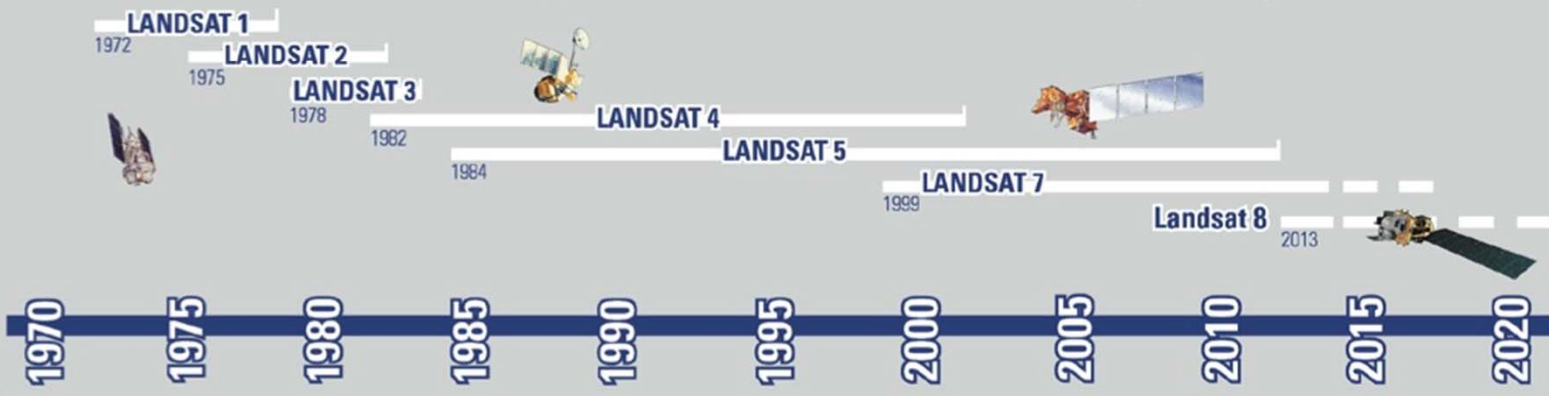 LANDSAT 1
1972
LANDSAT 2
1975
LANDSAT 3
1978
LANDSAT 4
1982
LANDSAT 5
1984
LANDSAT 7
1999
Landsat 8
2013
1970 1975 1980 1985 1990 1995 2000 2005 2010 2015 2020